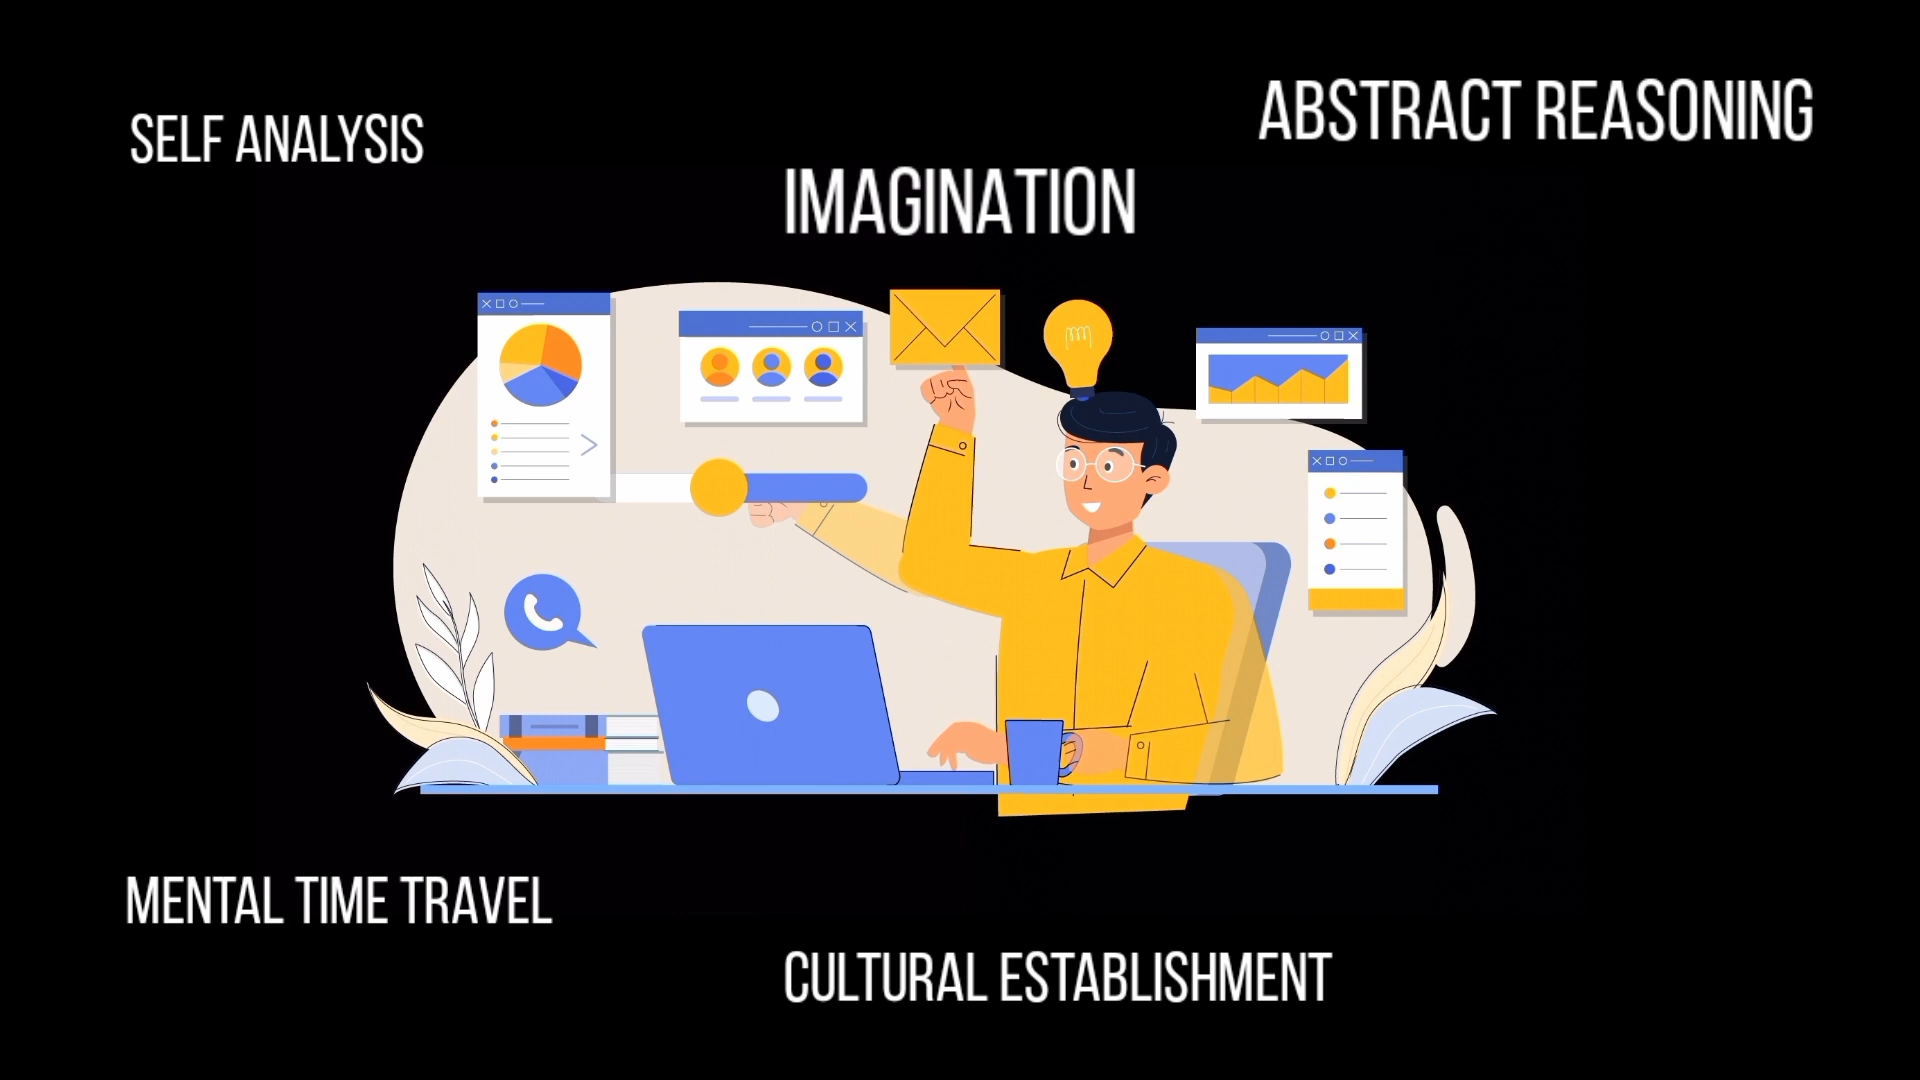 SELF ANALYSIS
ABSTRACT REASONING
IMAGINATION
MENTAL TIME TRAVEL
CULTURAL ESTABLISHMENT